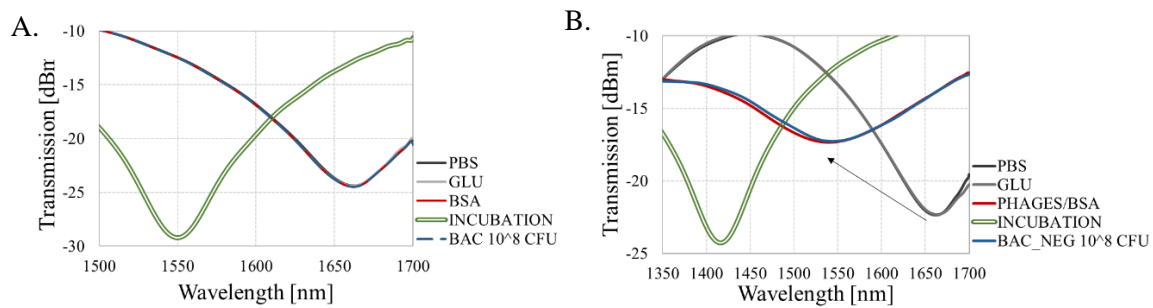 A.
Transmission [dBm
-10
-15
-20
-25
-30
1500
1550
1600
1650
1700
Wavelength [nm]
PBS
GLU
BSA
INCUBATION
BAC 10^8 CFU
B.
Transmission [dBm]
-10
-15
-20
-25
1350
1400
1450
1500
1550
1600
1650
1700
Wavelength [nm]
PBS
GLU
PHAGES/BSA
INCUBATION
BAC_NEG 10^8 CFU